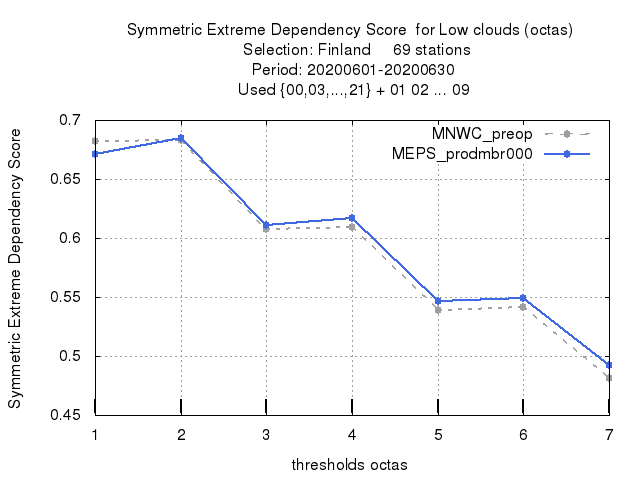 Symmetric Extreme Dependency Score  for Low clouds (octas)
Selection: Finland     69 stations
Period: 20200601-20200630
Used {00,03,...,21} + 01 02 ... 09
MNWC_preop
MEPS_prodmbr000
Symmetric Extreme Dependency Score
0.7
0.65
0.6
0.55
0.5
0.45
1 2 3 4 5 6 7
thresholds octas